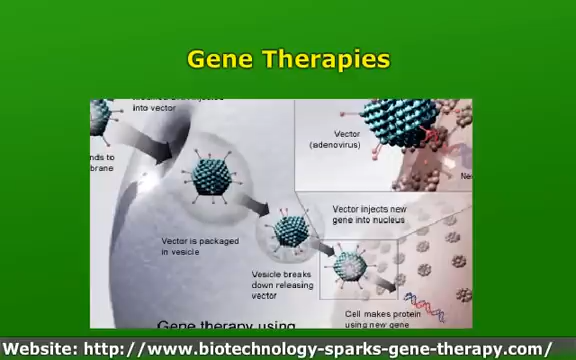 Gene Therapies
into vector
Vector
(adenovirus)
Vector injects new
gene into nucleus
Vector is packaged
in vesicle
Vesicle breaks
down releasing
vector
Cell makes protein
using new gene
Gene therapy using
Website: http://www.biotechnology-sparks-gene-therapy.com/